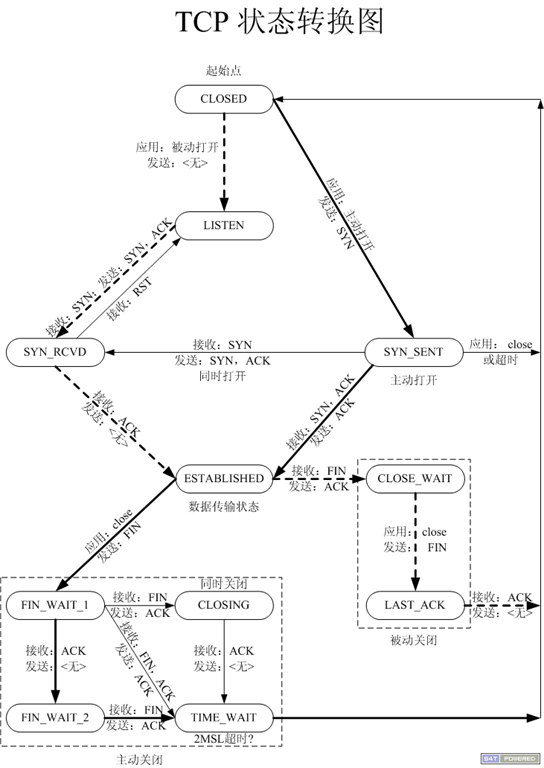 TCP 状态转换图
起始点
CLOSED
应用：被动打开
发送：<无>
应用：主动打开
发送：SYN
LISTEN
接收：SYN；发送：SYN，ACK
接收：RST
SYN_RCVD
接收：SYN
发送：SYN，ACK
同时打开
SYN_SENT
主动打开
应用： close
或超时
接收：ACK
发送：<无>
接收：SYN，ACK
发送：ACK
ESTABLISHED
数据传输状态
接收：FIN
发送：ACK
CLOSE_WAIT
应用：close
发送： FIN
LAST_ACK
被动关闭
接收：ACK
发送：<无>
应用：close
发送：FIN
同时关闭
FIN_WAIT_1
接收：FIN
发送：ACK
CLOSING
接收：ACK
发送：<无>
接收：FIN，ACK
发送：ACK
接收：ACK
发送：<无>
FIN_WAIT_2
接收：FIN
发送：ACK
TIME_WAIT
2MSL超时?
主动关闭
S4T POWERED